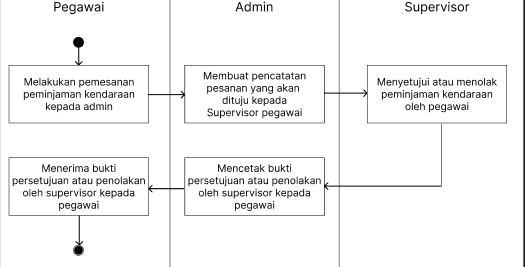 Pegawai
Admin
Supervisor
Melakukan pemesanan
peminjaman kendaraan
kepada admin
Membuat pencatatan
pesanan yang akan
dituju kepada
Supervisor pegawai
Menyetujui atau menolak
peminjaman kendaraan
oleh pegawai
Menerima bukti
persetujuan atau penolakan
oleh supervisor kepada
pegawai
Mencetak bukti
persetujuan atau penolakan
oleh supervisor kepada
pegawai